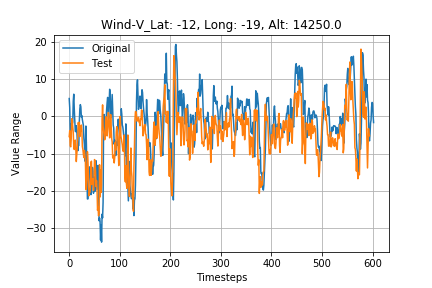 Wind-V_Lat: -12, Long: -19, Alt: 14250.0
Original
Test
Value Range
20
10
0
−10
−20
−30
0 100 200 300 400 500 600
Timesteps